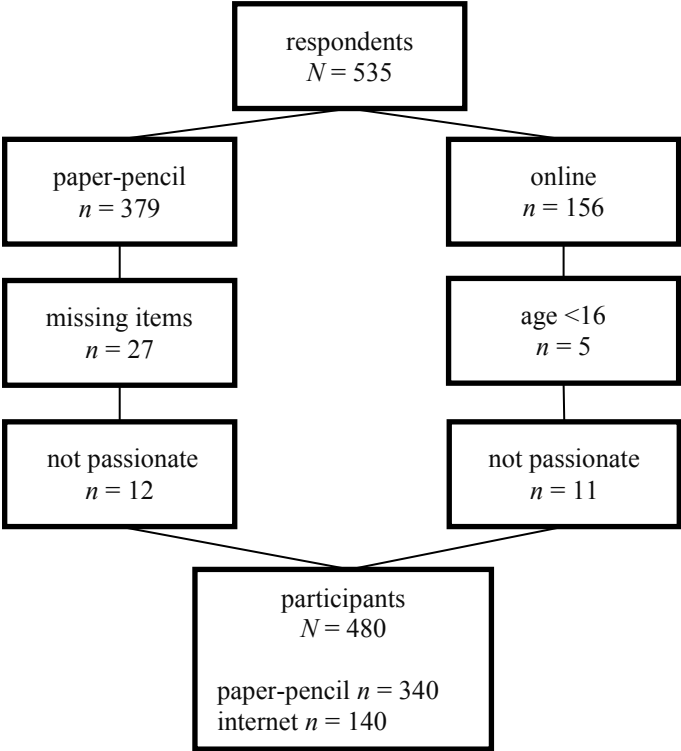 respondents
N = 535
paper-pencil
n = 379
online
n = 156
missing items
n = 27
age <16
n = 5
not passionate
n = 12
not passionate
n = 11
participants
N = 480
paper-pencil n = 340
internet n = 140